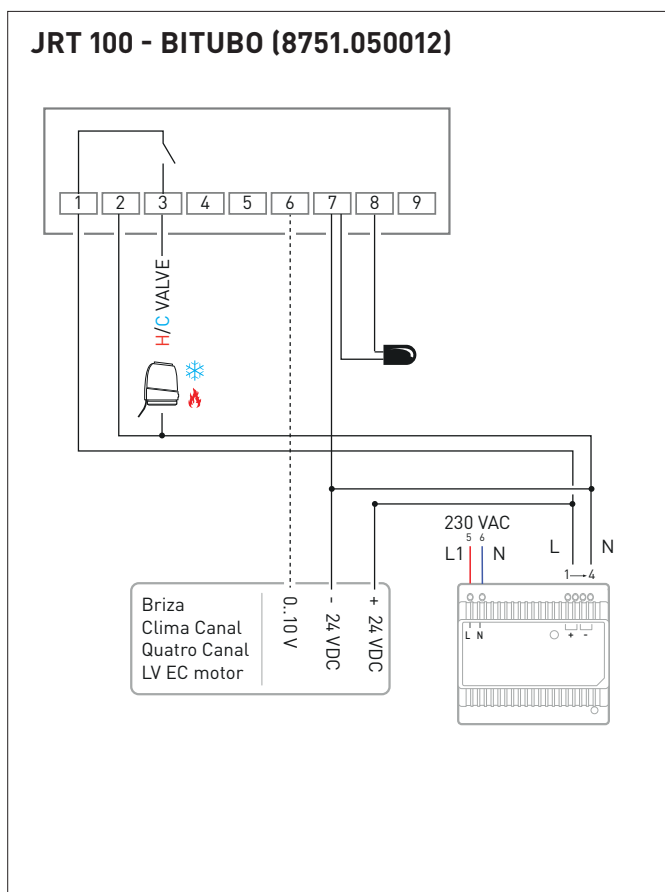 JRT 100 - BITUBO (8751.050012)
1 2 3 4 5 6 7 8 9
H/C VALVE
230 VAC
5 6
L1 N
L N
1→4
L N
+ -
Briza
Clima Canal
Quatro Canal
LV EC motor
0..10 V
- 24 VDC
+ 24 VDC